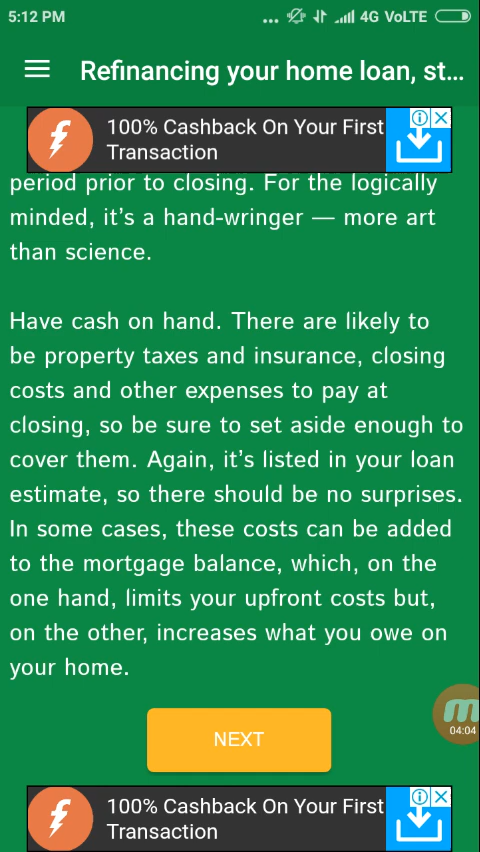 5:12 PM
... 4G VoLTE
Refinancing your home loan, st...
100% Cashback On Your First
Transaction
period prior to closing. For the logically
minded, it’s a hand-wringer — more art
than science.
Have cash on hand. There are likely to
be property taxes and insurance, closing
costs and other expenses to pay at
closing, so be sure to set aside enough to
cover them. Again, it’s listed in your loan
estimate, so there should be no surprises.
In some cases, these costs can be added
to the mortgage balance, which, on the
one hand, limits your upfront costs but,
on the other, increases what you owe on
your home.
04:04
NEXT
100% Cashback On Your First
Transaction